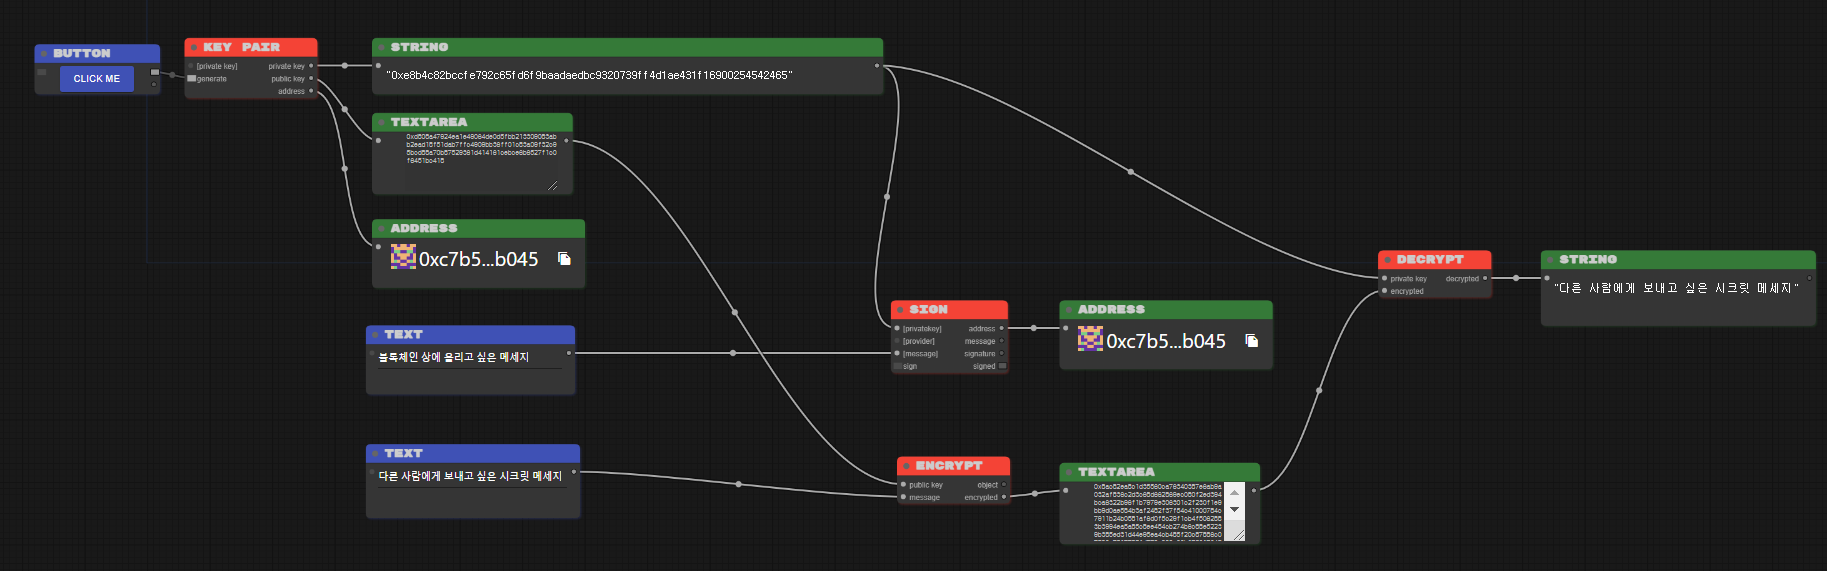 BUTTON
CLICK ME
KEY PAIR
[private key]
private key
generate
public key
address
STRING
"0xe8b4c82bccfe792c65fd6f9baadaedbc9320739ff4d1ae431f16900254542465"
TEXTAREA
ADDRESS
0xc7b5...b045
TEXT
블록체인 상에 올리고 싶은 메세지
TEXT
다른 사람에게 보내고 싶은 시크릿 메세지
SIGN
[privatekey]
address
[provider]
message
[message]
signature
sign
signed
ADDRESS
0xc7b5...b045
ENCRYPT
public key
object
message
encrypted
TEXTAREA
DECRYPT
private key
decrypted
encrypted
STRING
"다른 사람에게 보내고 싶은 시크릿 메세지"